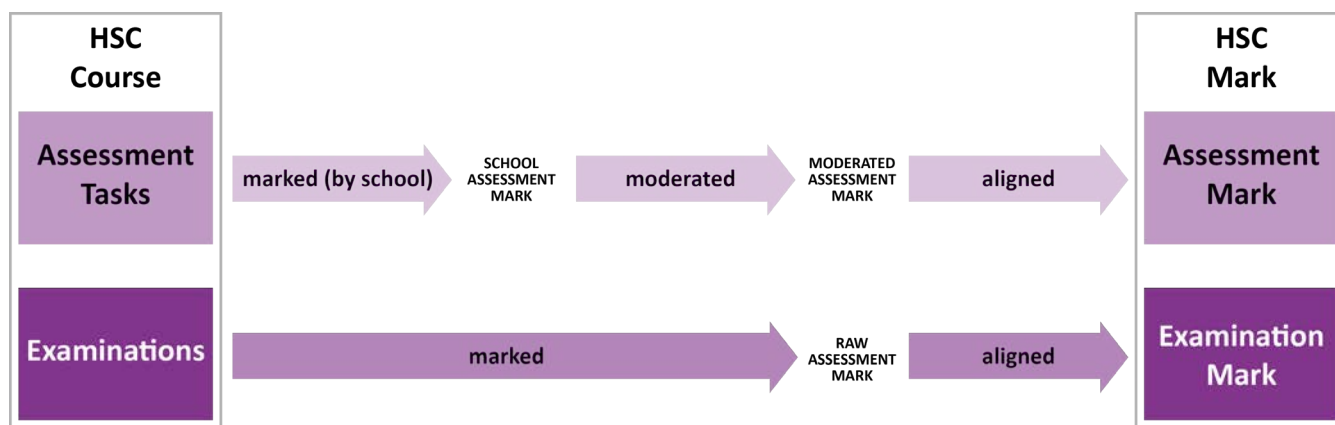 HSC
Course
Assessment
Tasks
marked (by school)
SCHOOL
ASSESSMENT
MARK
moderated
MODERATED
ASSESSMENT
MARK
aligned
HSC
Mark
Assessment
Mark
Examinations
marked
RAW
ASSESSMENT
MARK
aligned
Examination
Mark